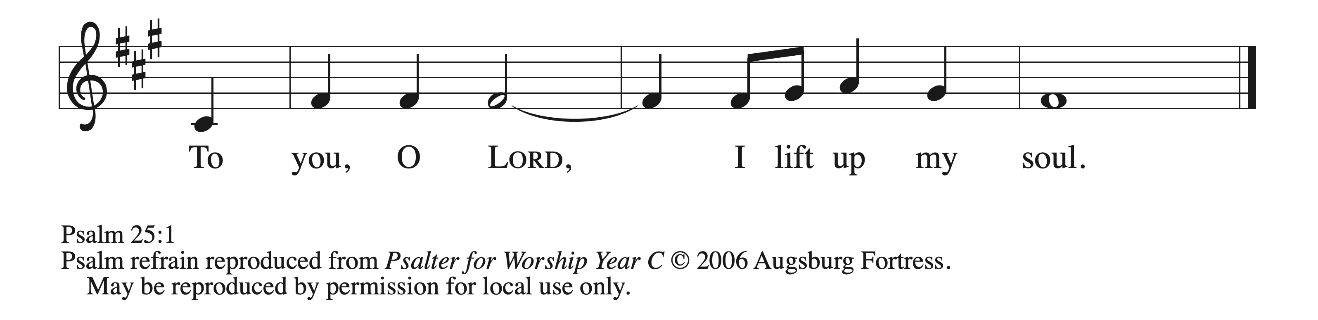 To you, O LORD, I lift up my soul.
Psalm 25:1
Psalm refrain reproduced from Psalter for Worship Year C © 2006 Augsburg Fortress.
May be reproduced by permission for local use only.